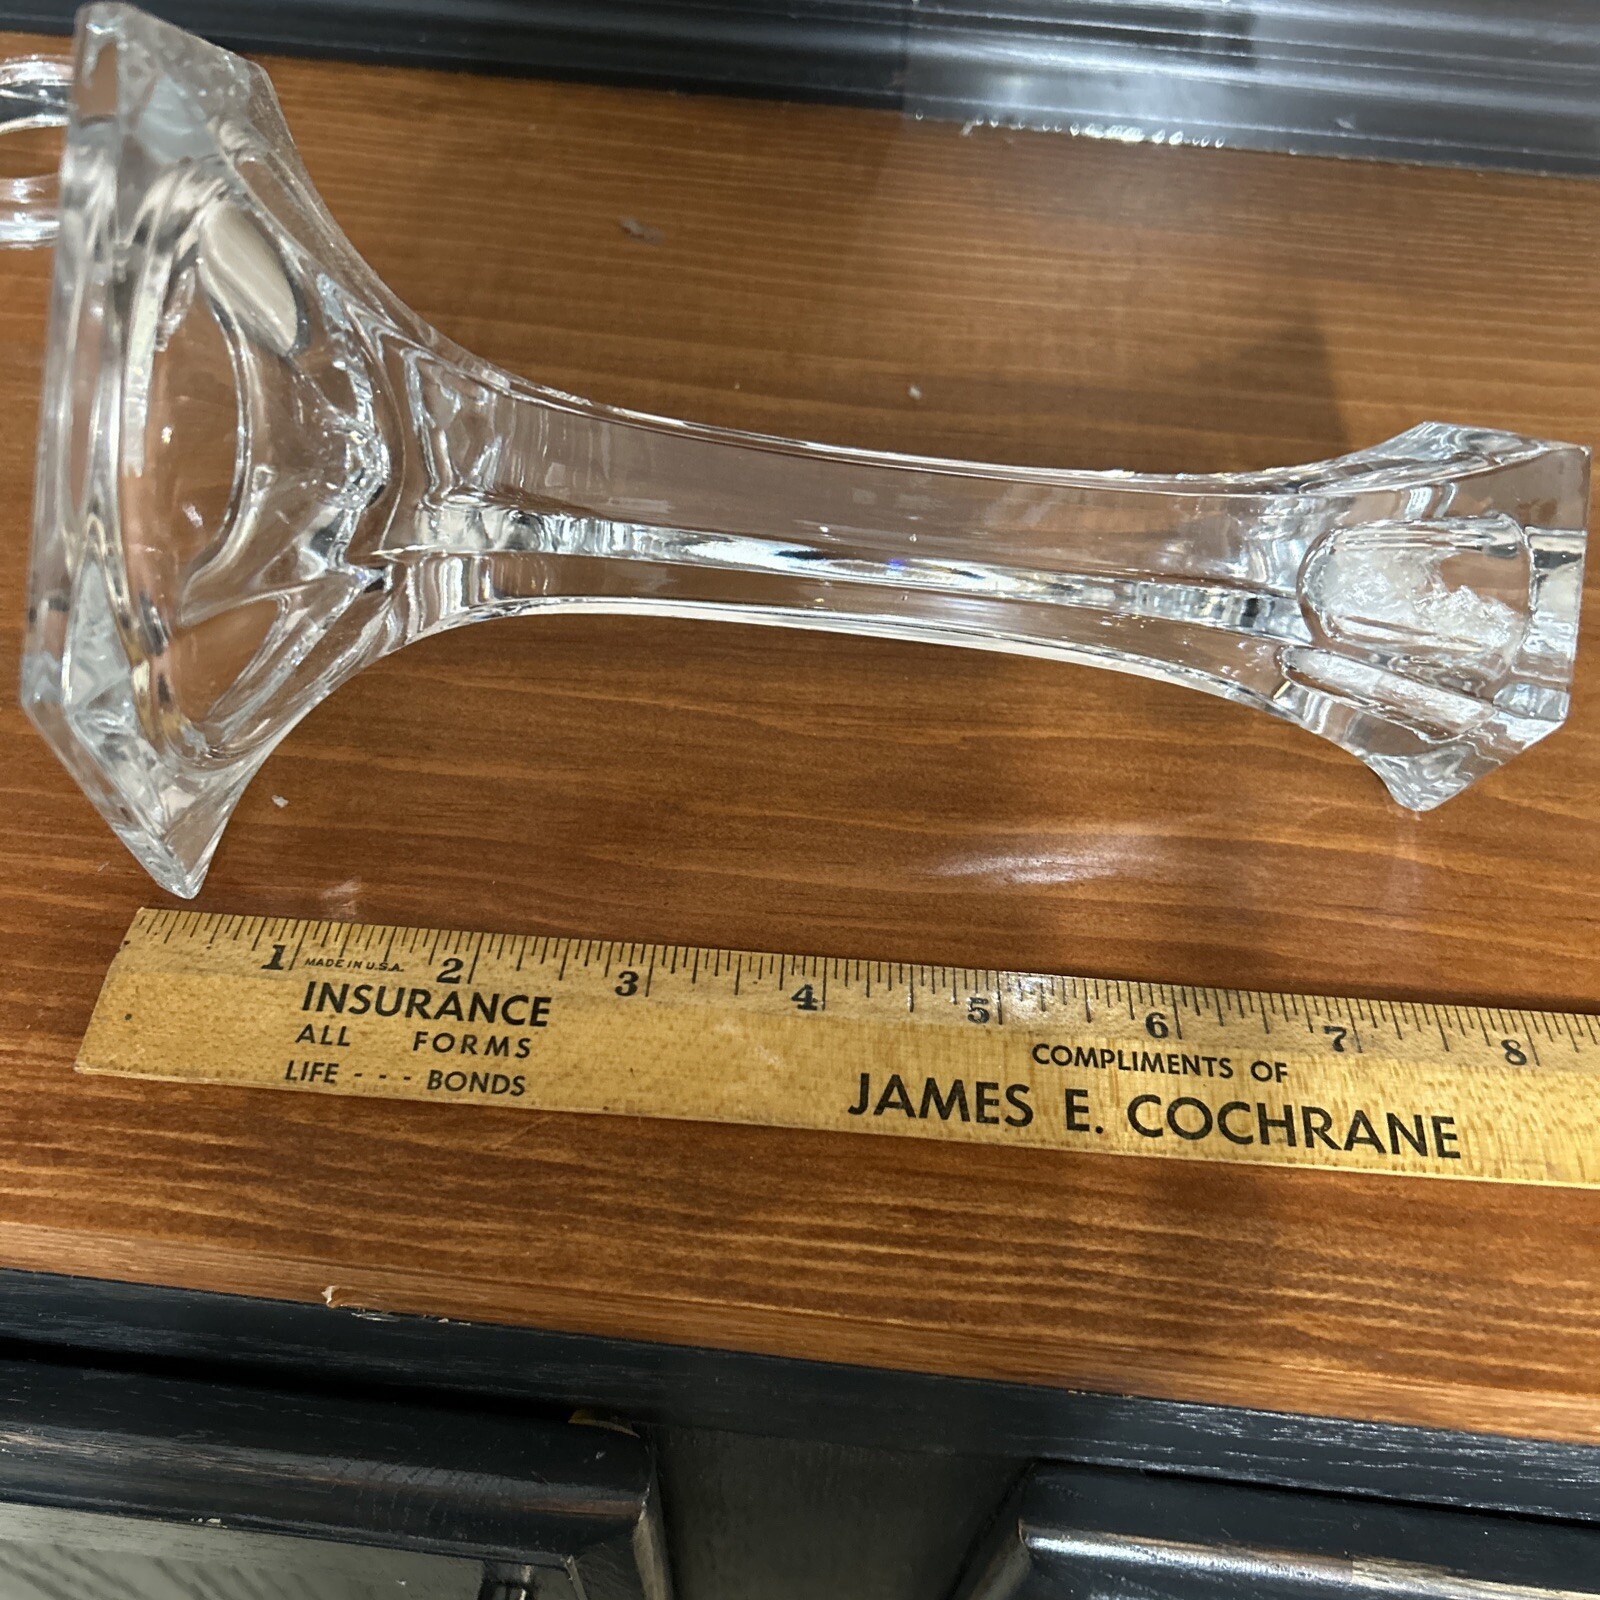 1 2 3 4 5 6 7 8
MADE IN U.S.A.
INSURANCE
ALL FORMS
LIFE - - - BONDS
COMPLIMENTS OF
JAMES E. COCHRANE